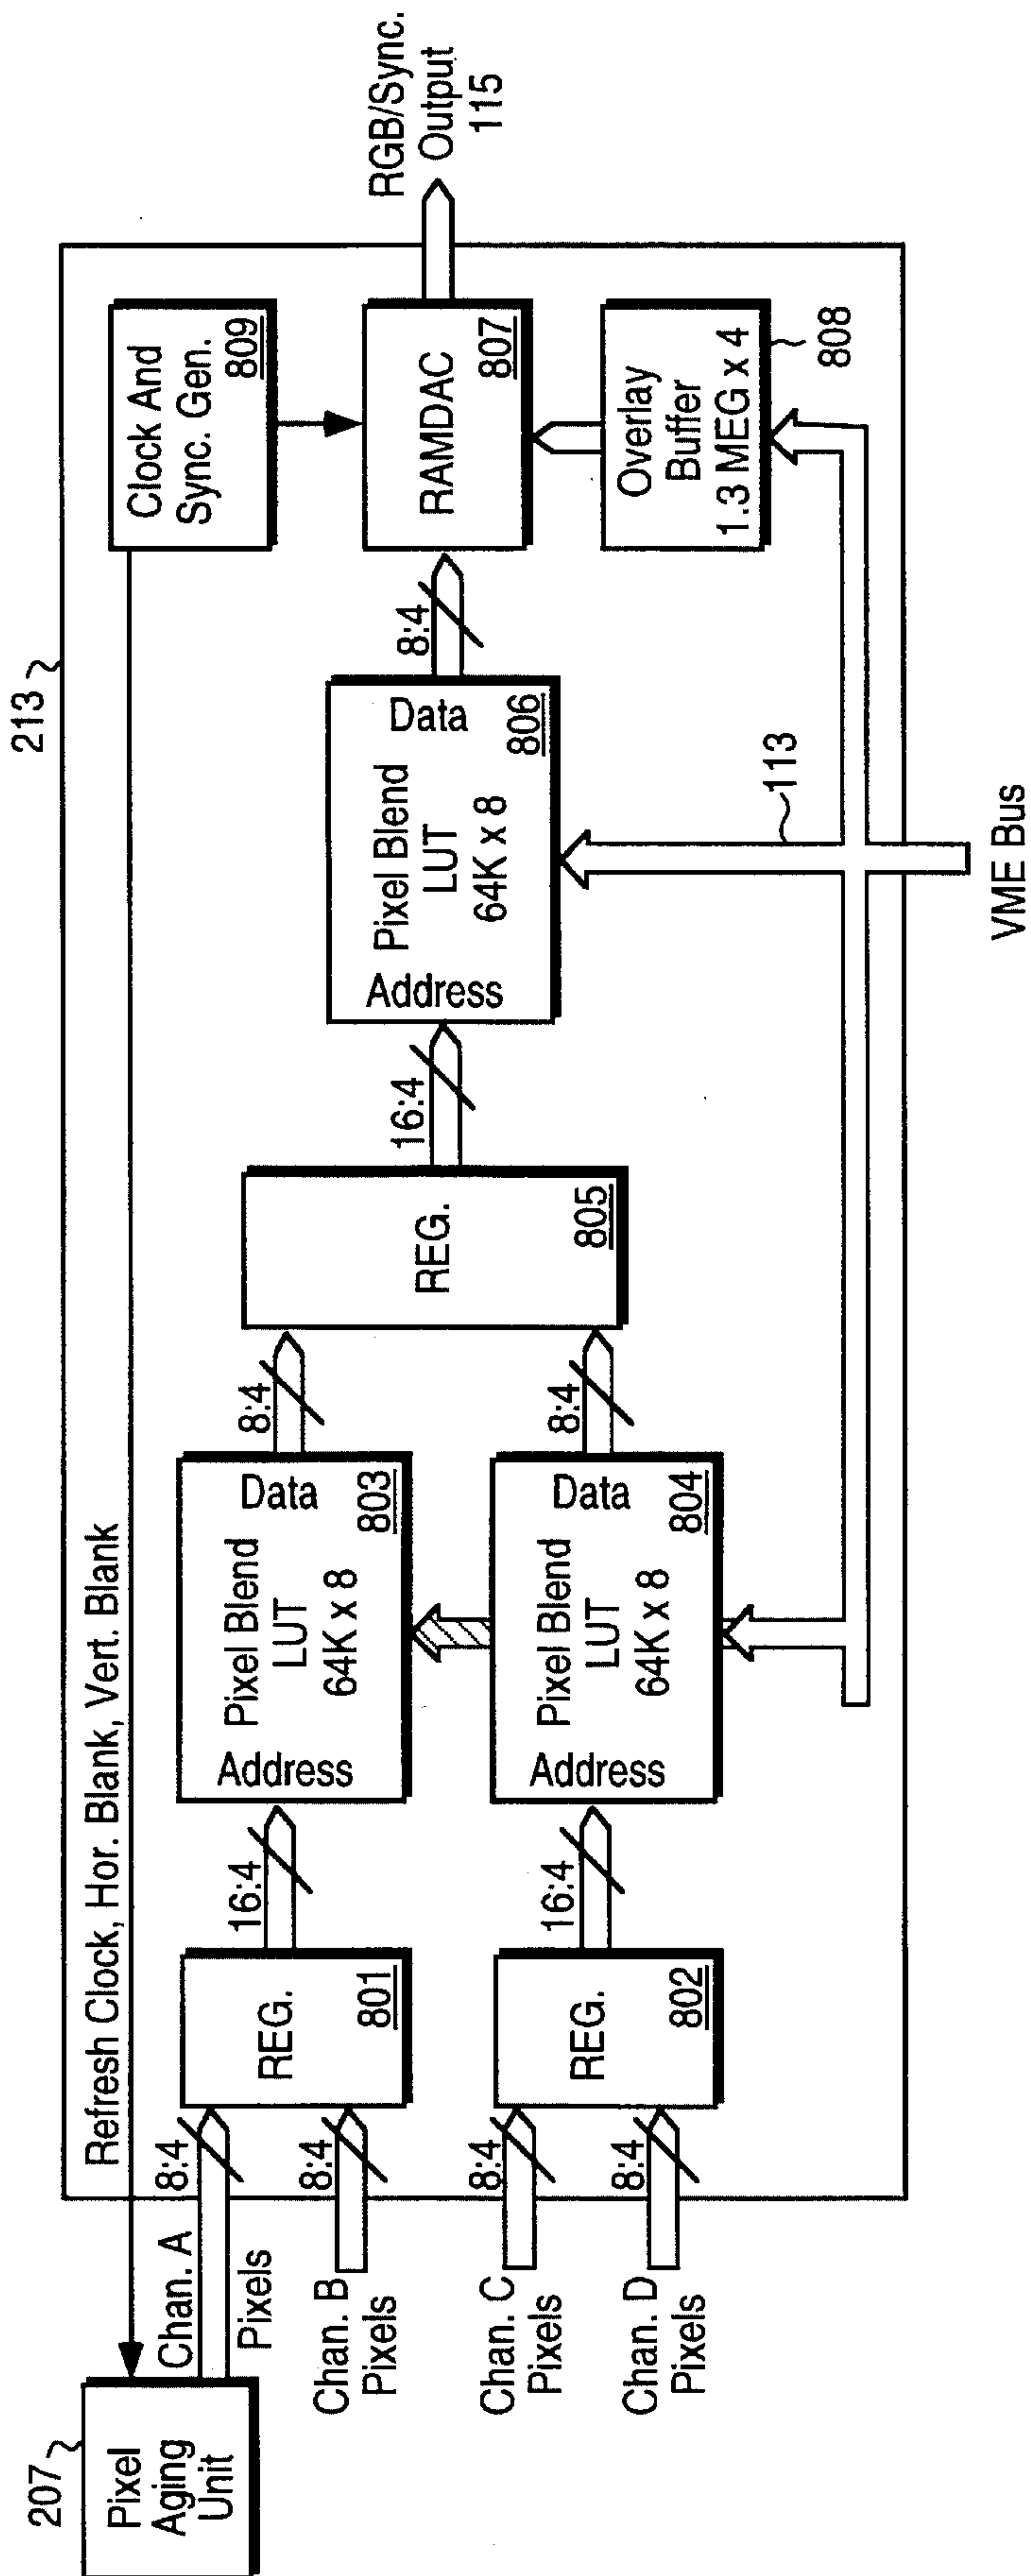 213
207
Pixel
Aging
Unit
Refresh Clock, Hor. Blank, Vert. Blank
Chan. A
Pixels
8:4
Chan. B
Pixels
8:4
Chan. C
Pixels
8:4
Chan. D
Pixels
8:4
REG.
801
REG.
802
16:4
16:4
Address
Pixel Blend
LUT
64K x 8
Data
803
Address
Pixel Blend
LUT
64K x 8
Data
804
8:4
8:4
REG.
805
16:4
Address
Pixel Blend
LUT
64K x 8
Data
806
8:4
Clock And
Sync. Gen.
809
RAMDAC
807
Overlay
Buffer
1.3 MEG x 4
808
RGB/Sync.
Output
115
113
VME Bus